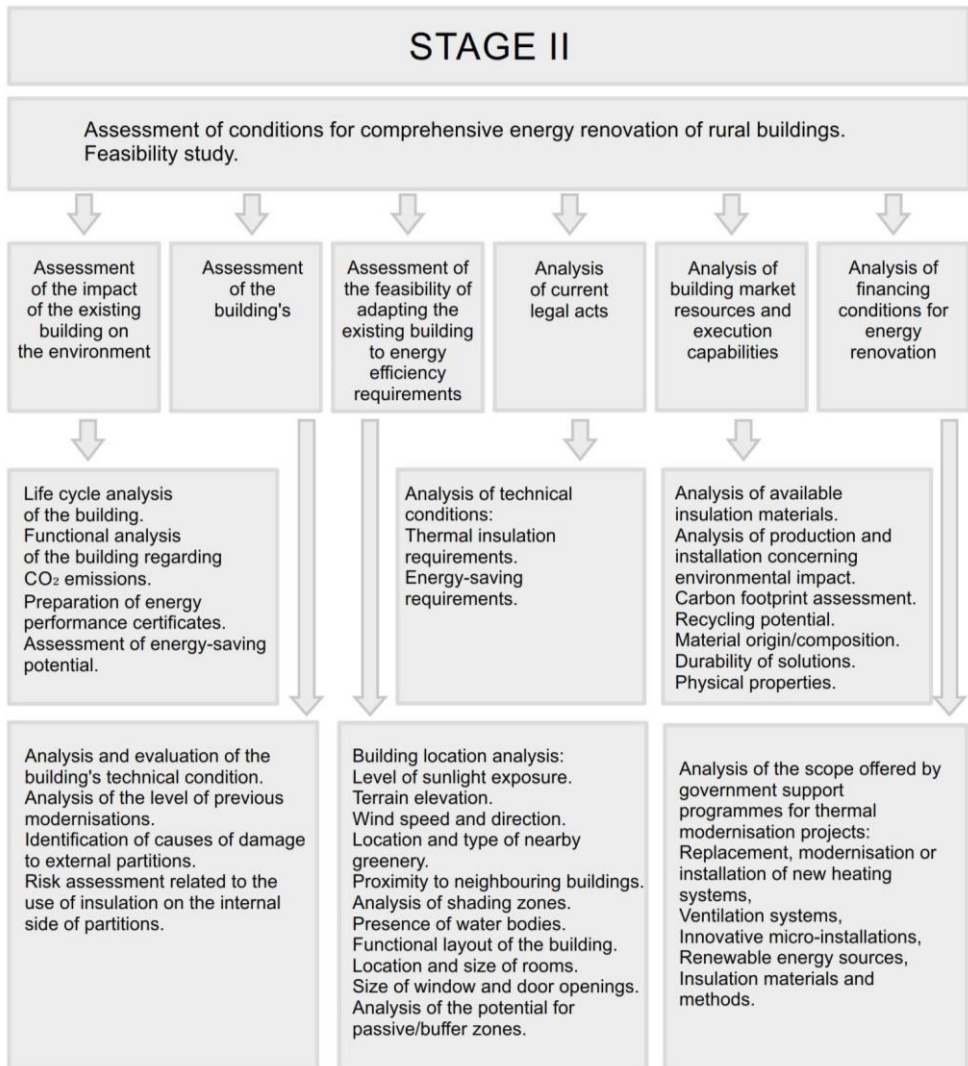 STAGE II
Assessment of conditions for comprehensive energy renovation of rural buildings.
Feasibility study.
Assessment
of the impact
of the existing
building on
the environment
Assessment
of the
building's
Assessment of
the feasibility of
adapting the
existing building
to energy
efficiency
requirements
Analysis
of current
legal acts
Analysis of
building market
resources and
execution
capabilities
Analysis of
financing
conditions for
energy
renovation
Life cycle analysis
of the building.
Functional analysis
of the building regarding
CO₂ emissions.
Preparation of energy
performance certificates.
Assessment of energy-saving
potential.
Analysis of technical
conditions:
Thermal insulation
requirements.
Energy-saving
requirements.
Analysis of available
insulation materials.
Analysis of production and
installation concerning
environmental impact.
Carbon footprint assessment.
Recycling potential.
Material origin/composition.
Durability of solutions.
Physical properties.
Analysis and evaluation of the
building's technical condition.
Analysis of the level of previous
modernisations.
Identification of causes of damage
to external partitions.
Risk assessment related to the
use of insulation on the internal
side of partitions.
Building location analysis:
Level of sunlight exposure.
Terrain elevation.
Wind speed and direction.
Location and type of nearby
greenery.
Proximity to neighbouring buildings.
Analysis of shading zones.
Presence of water bodies.
Functional layout of the building.
Location and size of rooms.
Size of window and door openings.
Analysis of the potential for
passive/buffer zones.
Analysis of the scope offered by
government support
programmes for thermal
modernisation projects:
Replacement, modernisation or
installation of new heating
systems,
Ventilation systems,
Innovative micro-installations,
Renewable energy sources,
Insulation materials and
methods.